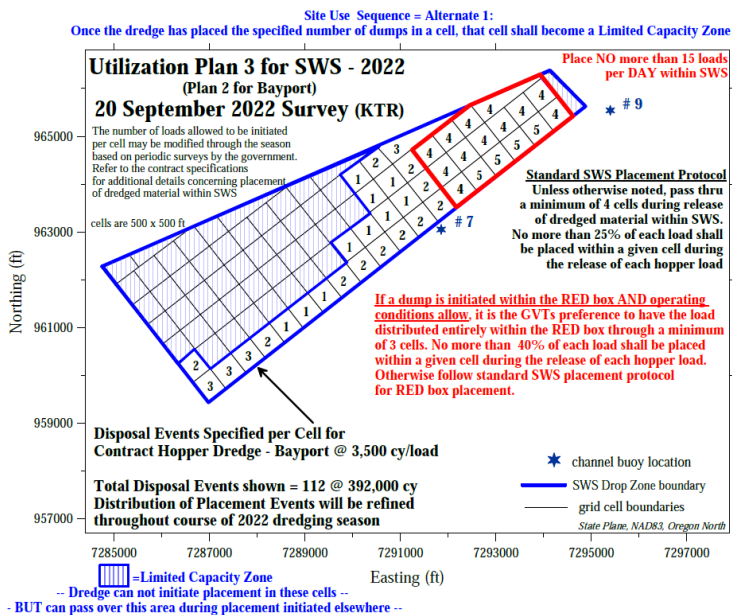 Site Use Sequence = Alternate 1:
Once the dredge has placed the specified number of dumps in a cell, that cell shall become a Limited Capacity Zone
Utilization Plan 3 for SWS - 2022
(Plan 2 for Bayport)
20 September 2022 Survey (KTR)
The number of loads allowed to be initiated
per cell may be modified through the season
based on periodic surveys by the government.
Refer to the contract specifications
for additional details concerning placement
of dredged material within SWS
cells are 500 x 500 ft
Place NO more than 15 loads
per DAY within SWS
# 9
# 7
Standard SWS Placement Protocol
Unless otherwise noted, pass thru
a minimum of 4 cells during release
of dredged material within SWS.
No more than 25% of each load shall
be placed within a given cell during
the release of each hopper load
If a dump is initiated within the RED box AND operating
conditions allow, it is the GVTs preference to have the load
distributed entirely within the RED box through a minimum
of 3 cells. No more than 40% of each load shall be placed
within a given cell during the release of each hopper load.
Otherwise follow standard SWS placement protocol
for RED box placement.
Disposal Events Specified per Cell for
Contract Hopper Dredge - Bayport @ 3,500 cy/load
Total Disposal Events shown = 112 @ 392,000 cy
Distribution of Placement Events will be refined
throughout course of 2022 dredging season
channel buoy location
SWS Drop Zone boundary
grid cell boundaries
State Plane, NAD83, Oregon North
Northing (ft)
965000
963000
961000
959000
957000
7285000 7287000 7289000 7291000 7293000 7295000 7297000
Easting (ft)
=Limited Capacity Zone
-- Dredge can not initiate placement in these cells --
- BUT can pass over this area during placement initiated elsewhere --